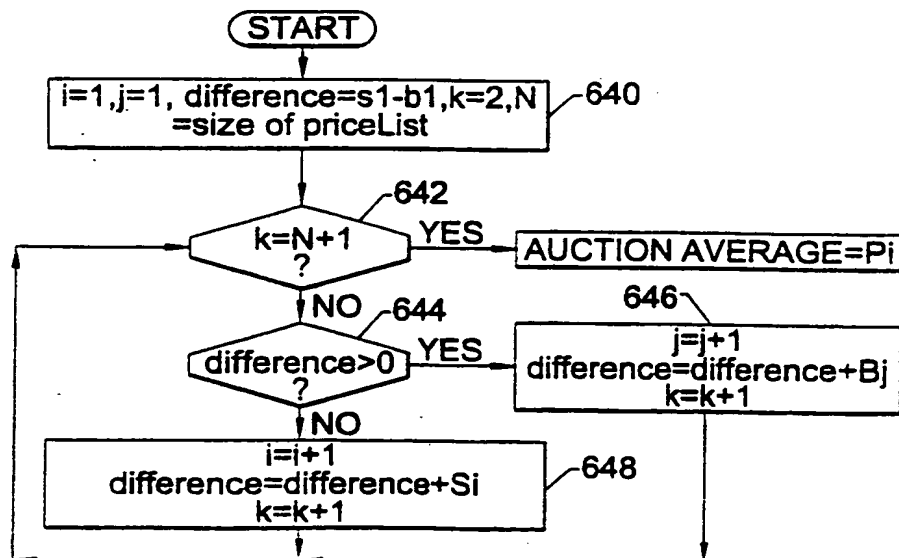 START
i=1,j=1, difference=s1-b1,k=2,N
=size of priceList
640
642
k=N+1
?
YES
AUCTION AVERAGE=Pi
NO
644
646
difference>0
?
YES
j=j+1
difference=difference+Bj
k=k+1
NO
i=i+1
difference=difference+Si
k=k+1
648